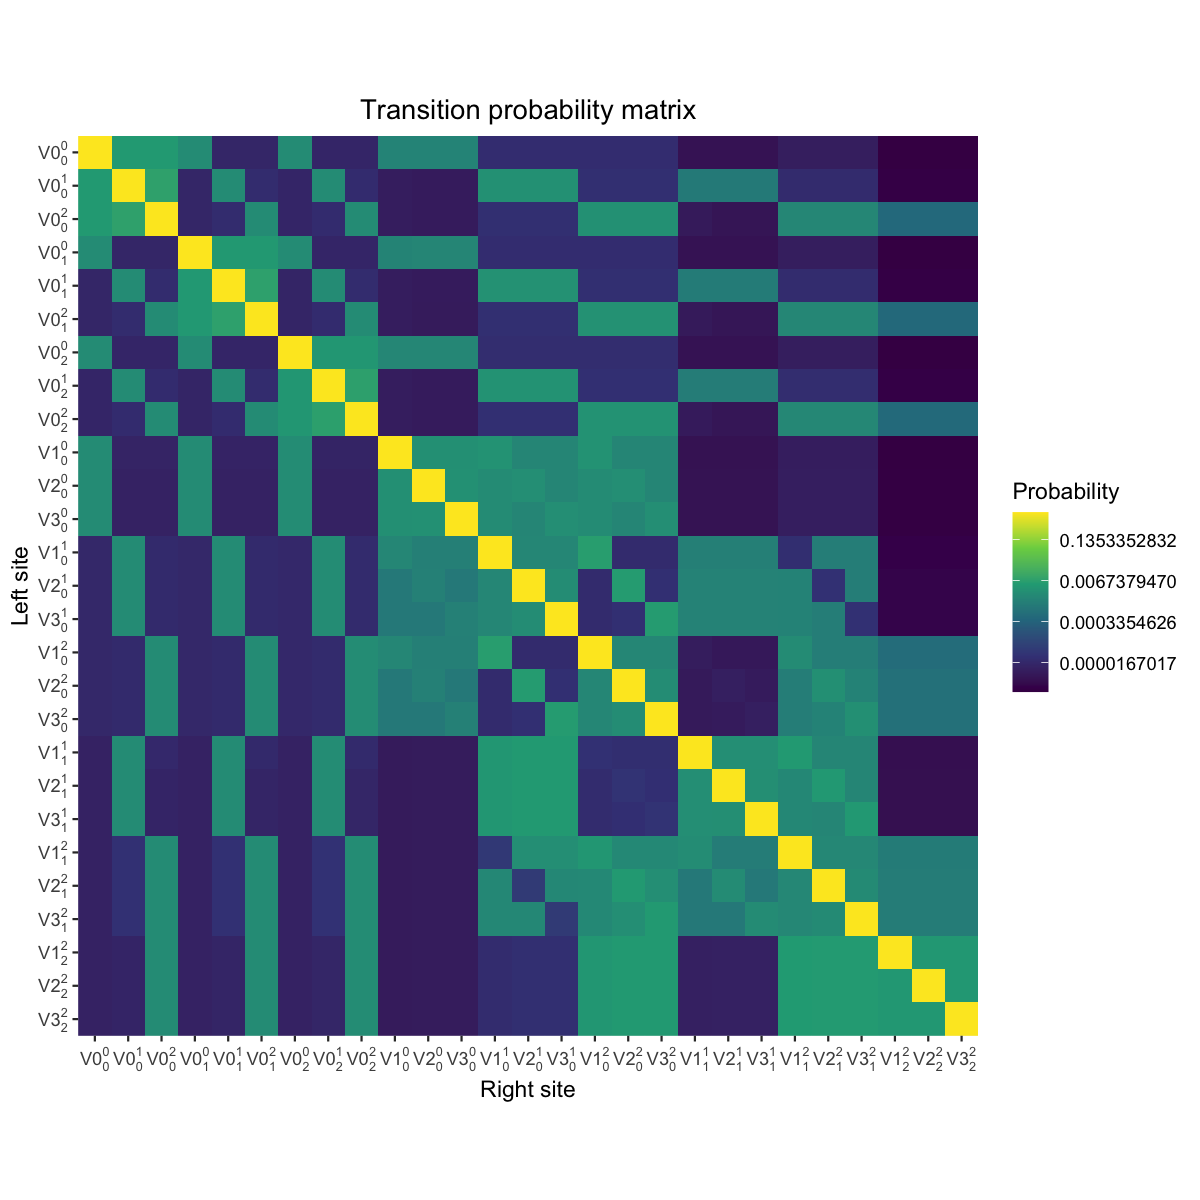 Transition probability matrix
Left site
V0⁰₀
V0¹₀
V0²₀
V0⁰₁
V0¹₁
V0²₁
V0⁰₂
V0¹₂
V0²₂
V1⁰₀
V2⁰₀
V3⁰₀
V1¹₀
V2¹₀
V3¹₀
V1²₀
V2²₀
V3²₀
V1¹₁
V2¹₁
V3¹₁
V1²₁
V2²₁
V3²₁
V1²₂
V2²₂
V3²₂
V0⁰₀ V0¹₀ V0²₀ V0⁰₁ V0¹₁ V0²₁ V0⁰₂ V0¹₂ V0²₂ V1⁰₀ V2⁰₀ V3⁰₀ V1¹₀ V2¹₀ V3¹₀ V1²₀ V2²₀ V3²₀ V1¹₁ V2¹₁ V3¹₁ V1²₁ V2²₁ V3²₁ V1²₂ V2²₂ V3²₂
Right site
Probability
0.1353352832
0.0067379470
0.0003354626
0.0000167017